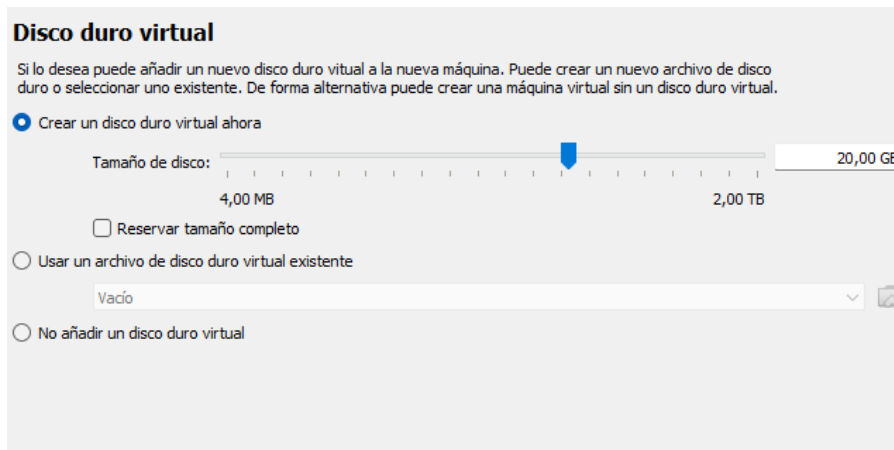 Disco duro virtual
Si lo desea puede añadir un nuevo disco duro vitual a la nueva máquina. Puede crear un nuevo archivo de disco
duro o seleccionar uno existente. De forma alternativa puede crear una máquina virtual sin un disco duro virtual.
Crear un disco duro virtual ahora
Tamaño de disco: 20,00 GB
4,00 MB 2,00 TB
Reservar tamaño completo
Usar un archivo de disco duro virtual existente
Vacío
No añadir un disco duro virtual